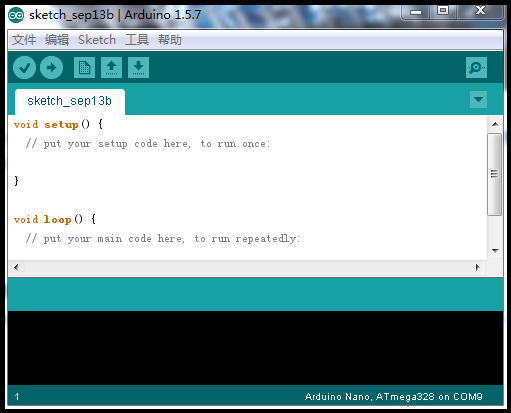 sketch_sep13b | Arduino 1.5.7
文件 编辑 Sketch 工具 帮助
sketch_sep13b
void setup() {
// put your setup code here, to run once:
}
void loop() {
// put your main code here, to run repeatedly:
1 Arduino Nano, ATmega328 on COM9